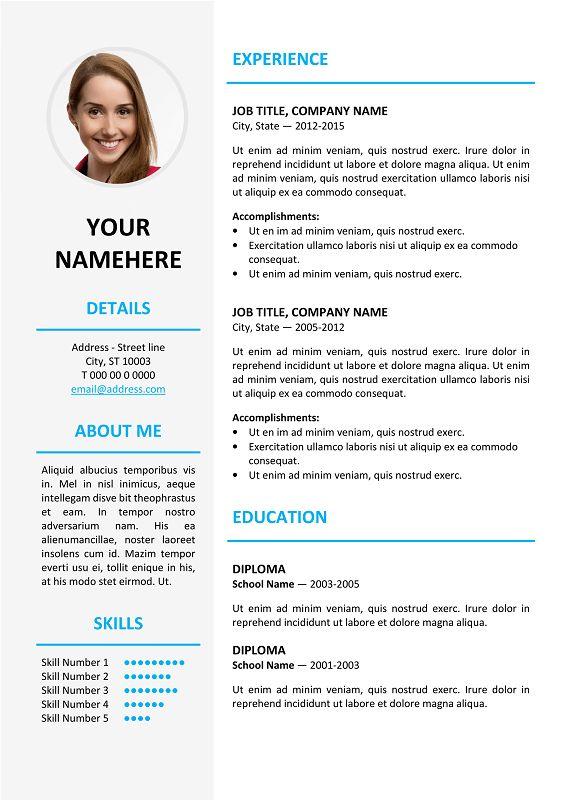 YOUR
NAMEHERE
DETAILS
Address - Street line
City, ST 10003
T 000 00 0 0000
email@address.com
ABOUT ME
Aliquid albucius temporibus vis
in. Mel in nisl inimicus, aeque
intellegam disve bit theophrastus
et eam. In tempor nostro
adversarium nam. His ea
alienumancillae, noster laoreet
insolens cum id. Mazim tempor
everti usu ei, tollit enique in his,
at his modo stet eirmod. Ut.
SKILLS
Skill Number 1
Skill Number 2
Skill Number 3
Skill Number 4
Skill Number 5
EXPERIENCE
JOB TITLE, COMPANY NAME
City, State — 2012-2015
Ut enim ad minim veniam, quis nostrud exerc. Irure dolor in
reprehend incididunt ut labore et dolore magna aliqua. Ut enim
ad minim veniam, quis nostrud exercitation ullamco laboris nisi
ut aliquip ex ea commodo consequat.
Accomplishments:
• Ut en im ad minim veniam, quis nostrud exerc.
• Exercitation ullamco laboris nisi ut aliquip ex ea commodo
consequat.
• Ut enim ad minim veniam, quis nostrud exerc.
JOB TITLE, COMPANY NAME
City, State — 2005-2012
Ut enim ad minim veniam, quis nostrud exerc. Irure dolor in
reprehend incididunt ut labore et dolore magna aliqua. Ut enim
ad minim veniam, quis nostrud exercitation ullamco laboris nisi
ut aliquip ex ea commodo consequat.
Accomplishments:
• Ut en im ad minim veniam, quis nostrud exerc.
• Exercitation ullamco laboris nisi ut aliquip ex ea commodo
consequat.
• Ut enim ad minim veniam, quis nostrud exerc.
EDUCATION
DIPLOMA
School Name — 2003-2005
Ut enim ad minim veniam, quis nostrud exerc. Irure dolor in
reprehend incididunt ut labore et dolore magna aliqua.
DIPLOMA
School Name — 2001-2003
Ut enim ad minim veniam, quis nostrud exerc. Irure dolor in
reprehend incididunt ut labore et dolore magna aliqua.